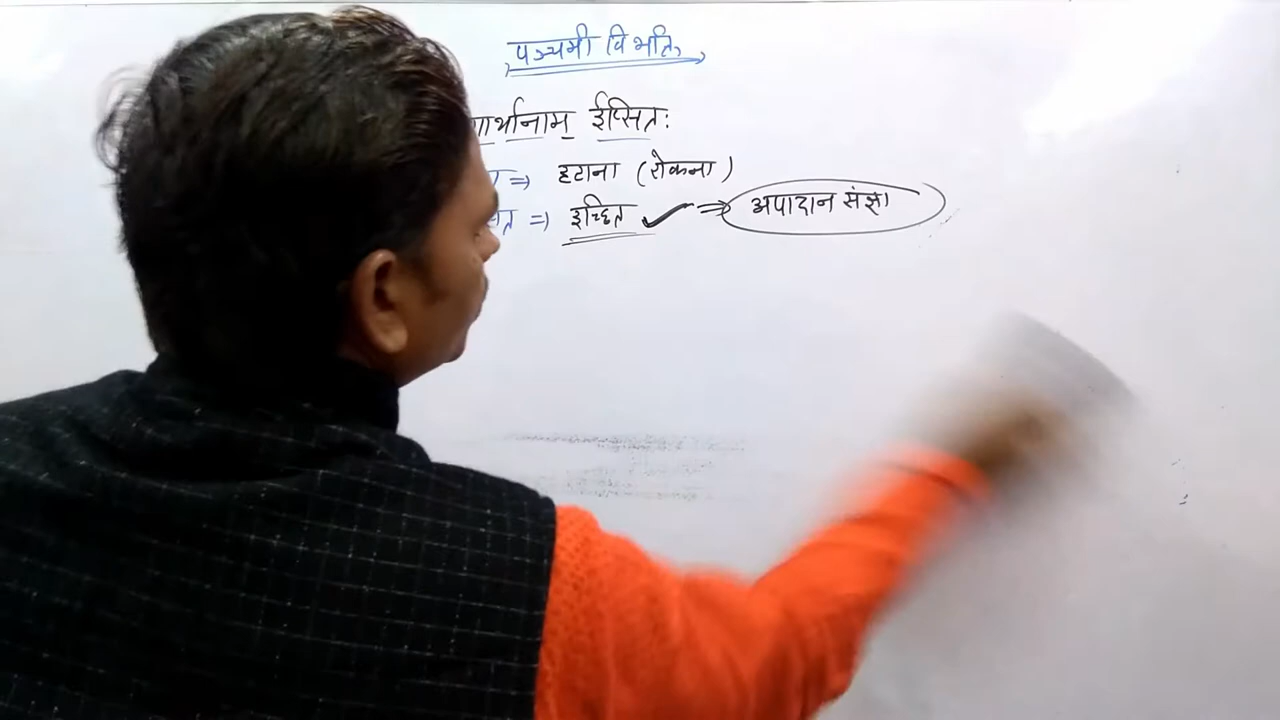 पञ्चमी विभक्ति
र्थानाम् ईप्सितः
=> हटाना (रोकना)
=> इच्छित ✓ => अपादान संज्ञा